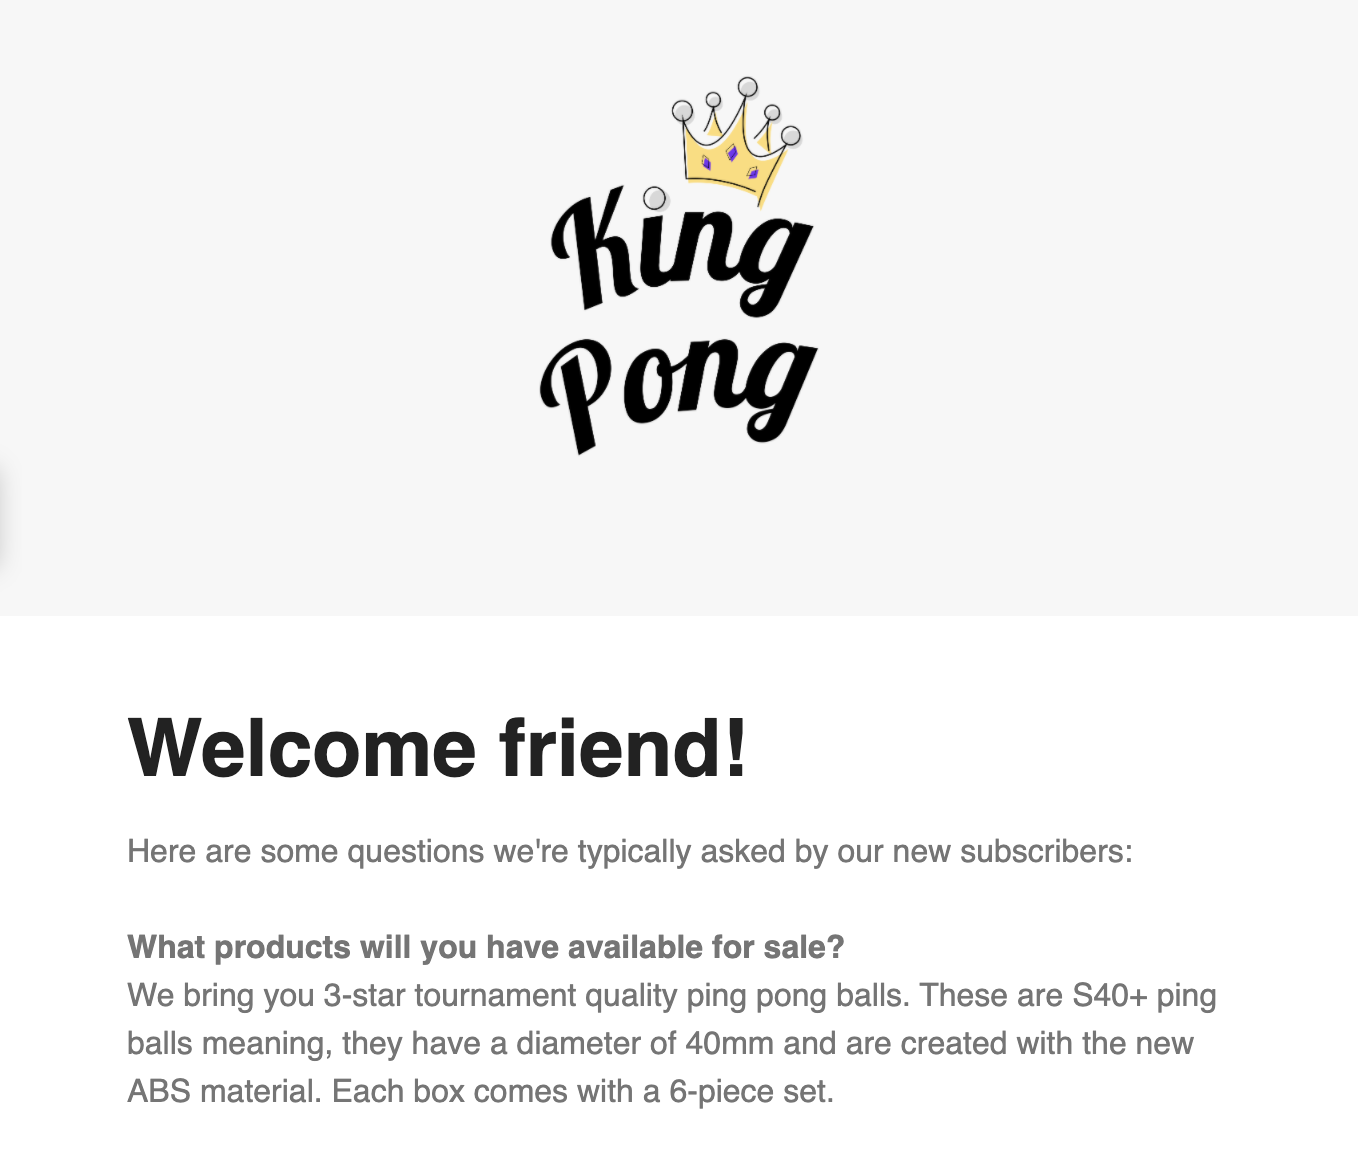 King
Pong
Welcome friend!
Here are some questions we're typically asked by our new subscribers:
What products will you have available for sale?
We bring you 3-star tournament quality ping pong balls. These are S40+ ping
balls meaning, they have a diameter of 40mm and are created with the new
ABS material. Each box comes with a 6-piece set.